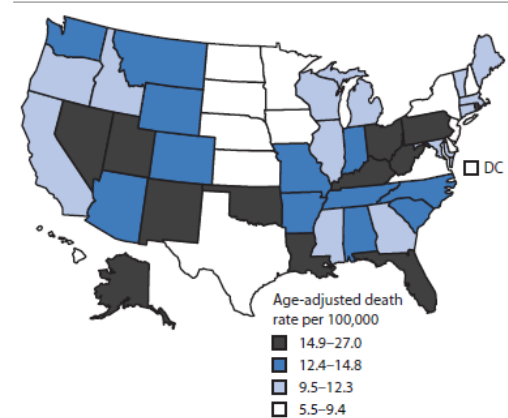 DC
Age-adjusted death
rate per 100,000
14.9–27.0
12.4–14.8
9.5–12.3
5.5–9.4